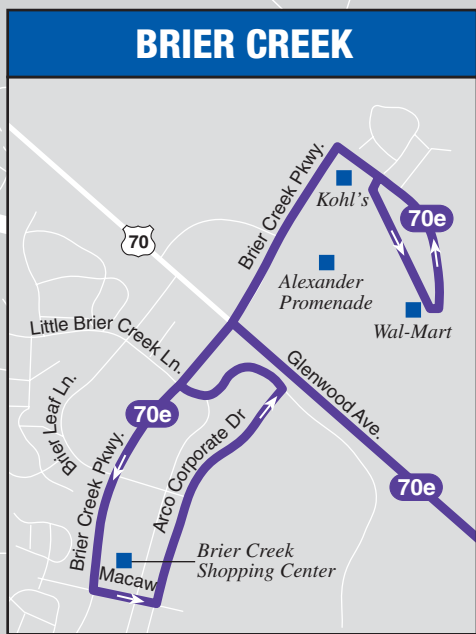 BRIER CREEK
Brier Creek Pkwy.
Kohl's
70e
70
Alexander
Promenade
Wal-Mart
Little Brier Creek Ln.
Glenwood Ave.
Brier Leaf Ln.
70e
Brier Creek Pkwy.
Arco Corporate Dr
70e
Brier Creek
Shopping Center
Macaw